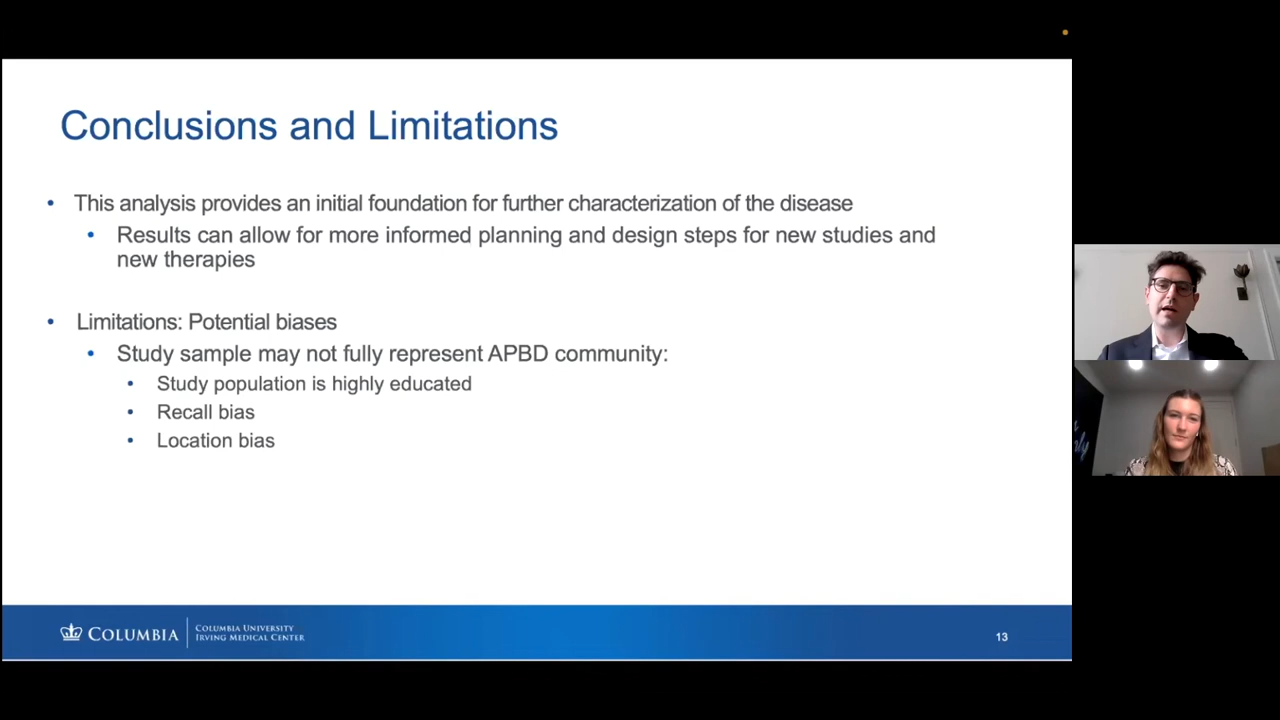 Conclusions and Limitations
• This analysis provides an initial foundation for further characterization of the disease
• Results can allow for more informed planning and design steps for new studies and
new therapies
• Limitations: Potential biases
• Study sample may not fully represent APBD community:
• Study population is highly educated
• Recall bias
• Location bias
COLUMBIA
COLUMBIA UNIVERSITY
IRVING MEDICAL CENTER
13